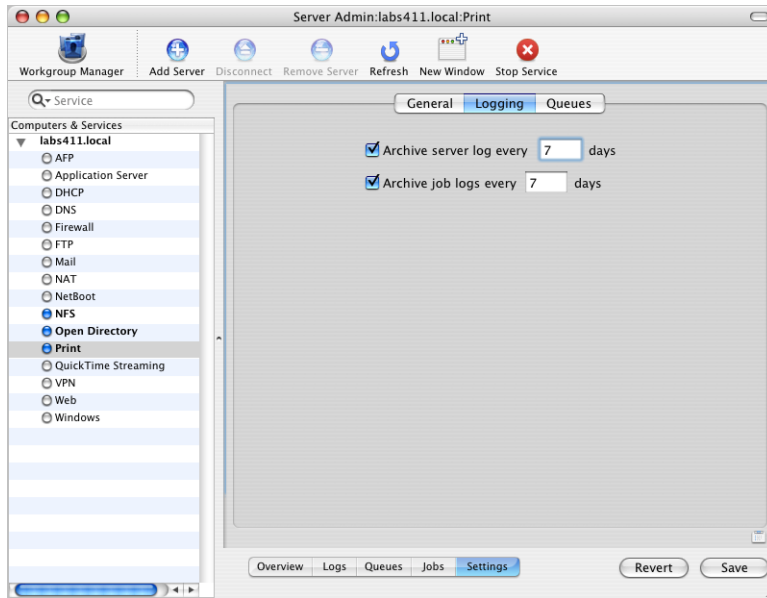 Server Admin:labs411.local:Print
Workgroup Manager Add Server Disconnect Remove Server Refresh New Window Stop Service
Service
General Logging Queues
Computers & Services
labs411.local
AFP
Application Server
DHCP
DNS
Firewall
FTP
Mail
NAT
NetBoot
NFS
Open Directory
Print
QuickTime Streaming
VPN
Web
Windows
Archive server log every 7 days
Archive job logs every 7 days
Overview Logs Queues Jobs Settings
Revert Save